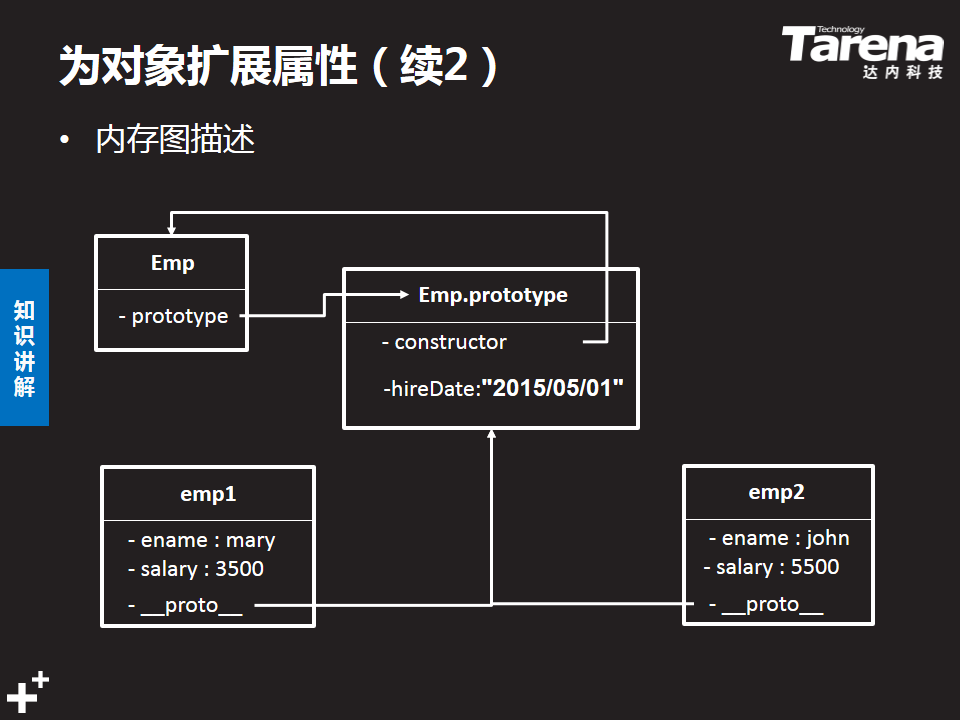 为对象扩展属性（续2）
Technology
Tarena
达内科技
• 内存图描述
知识讲解
Emp
- prototype
Emp.prototype
- constructor
-hireDate:"2015/05/01"
emp1
- ename : mary
- salary : 3500
- __proto__
emp2
- ename : john
- salary : 5500
- __proto__